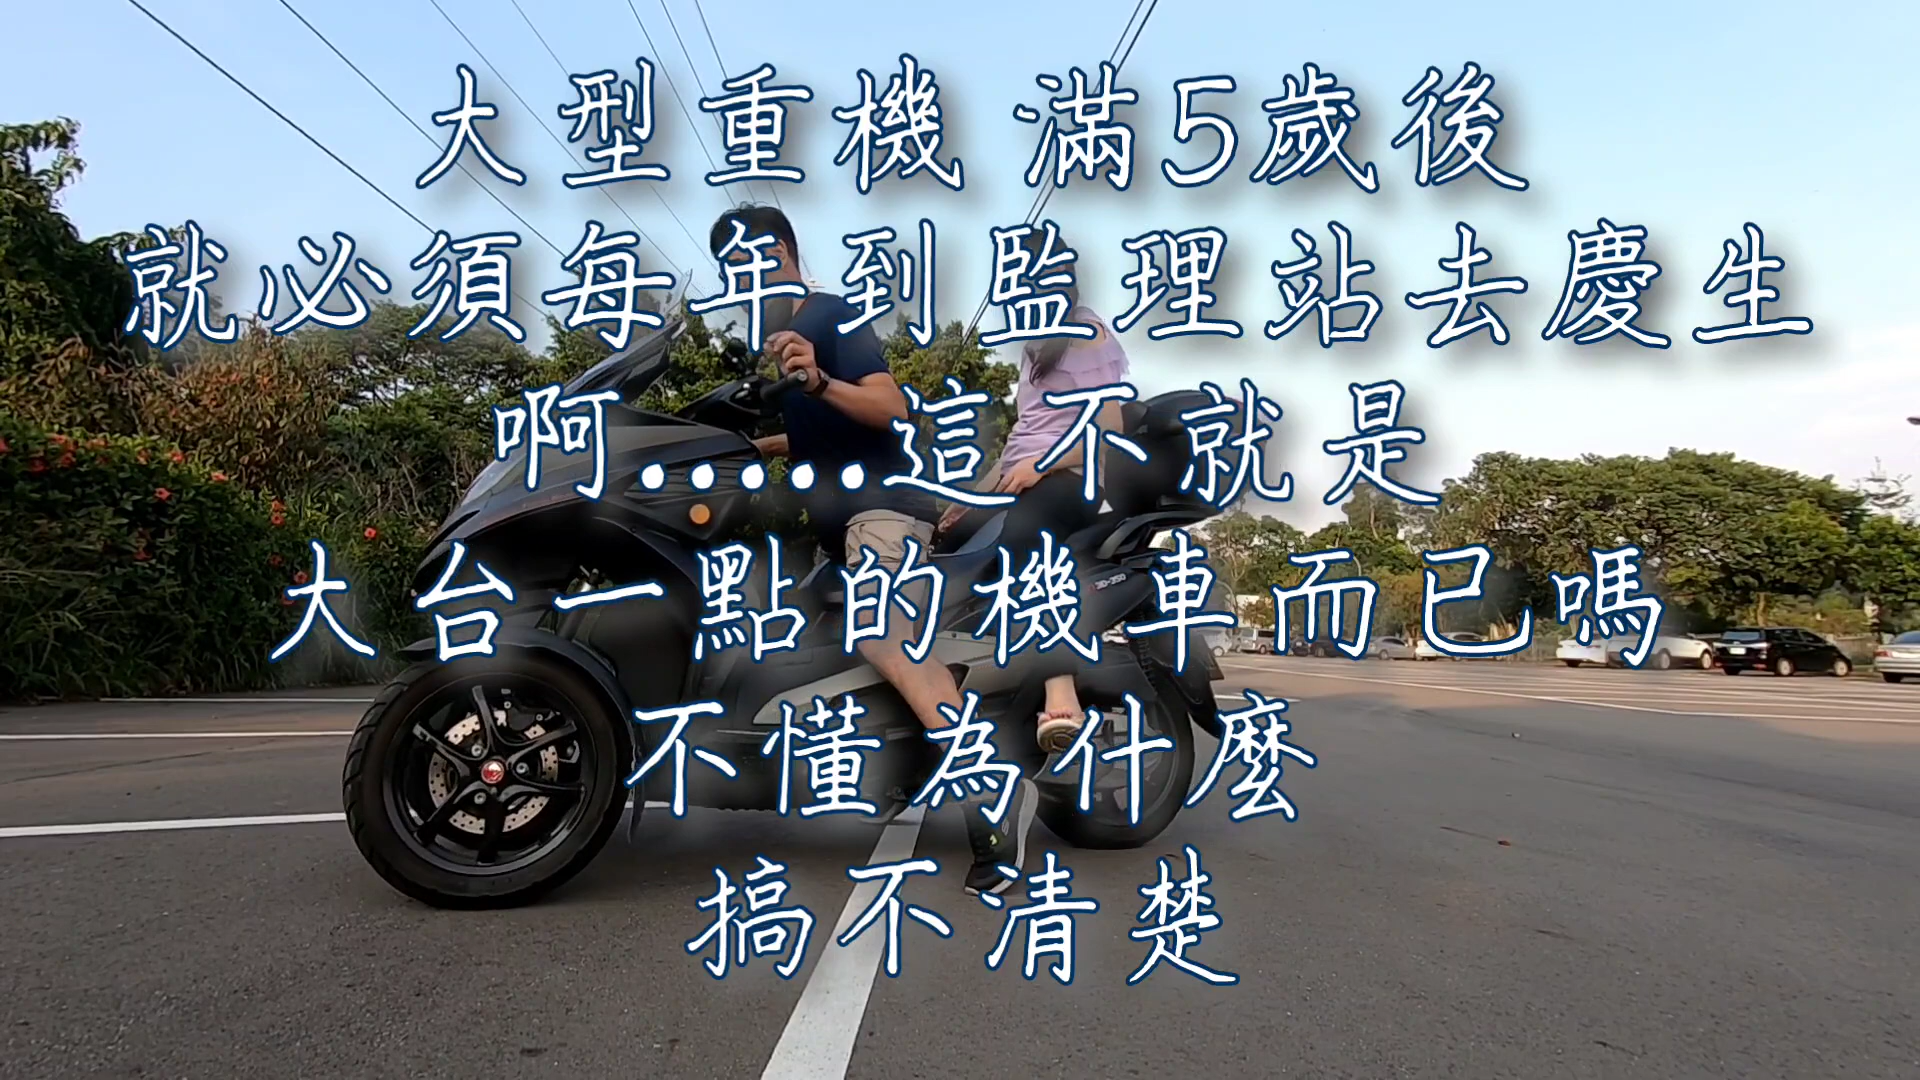 大型重機 滿5歲後
就必須每年到監理站去慶生
啊.....這不就是
大台一點的機車而已嗎
不懂為什麼
搞不清楚
3D-350